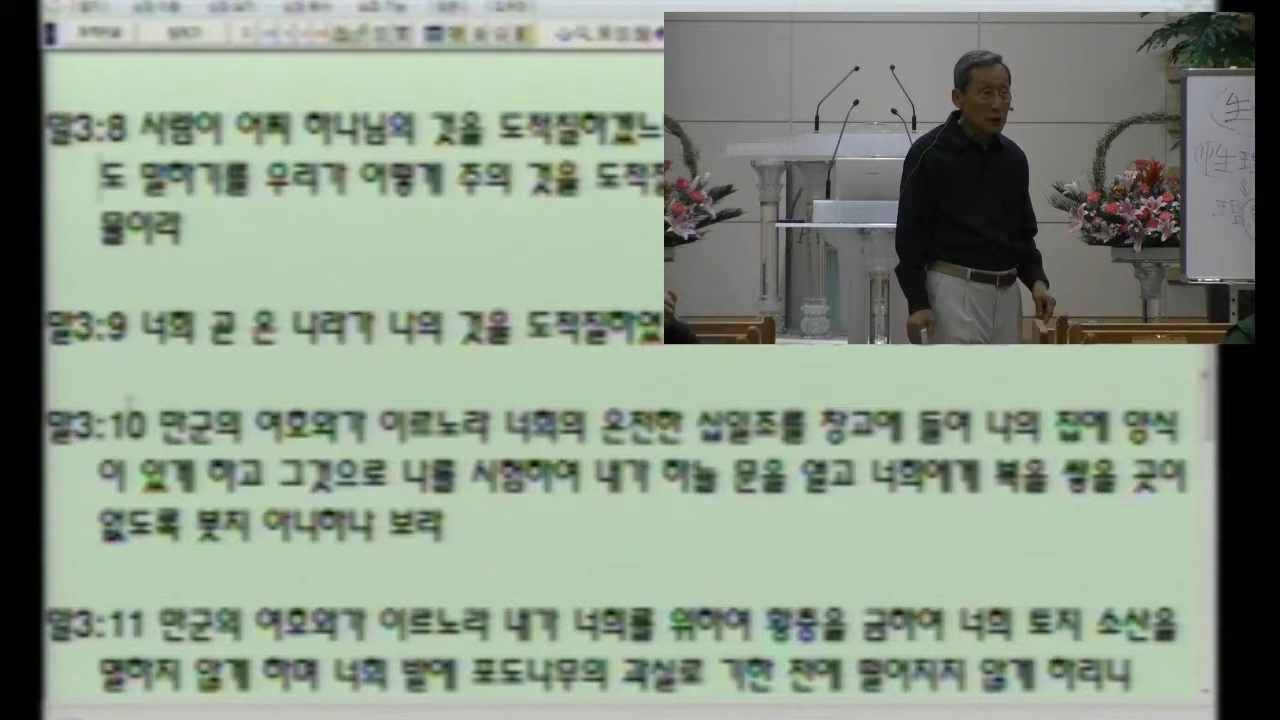 말3:8 사람이 어찌 하나님의 것을 도적질하겠느
도 말하기를 우리가 어떻게 주의 것을 도적질
물이라
말3:9 너희 곧 온 나라가 나의 것을 도적질하였
말3:10 만군의 여호와가 이르노라 너희의 온전한 십일조를 창고에 들여 나의 집에 양식
이 있게 하고 그것으로 나를 시험하여 내가 하늘 문을 열고 너희에게 복을 쌓을 곳이
없도록 붓지 아니하나 보라
말3:11 만군의 여호와가 이르노라 내가 너희를 위하여 황충을 금하여 너희 토지 소산을
멸하지 않게 하며 너희 밭에 포도나무의 과실로 기한 전에 떨어지지 않게 하리니
生